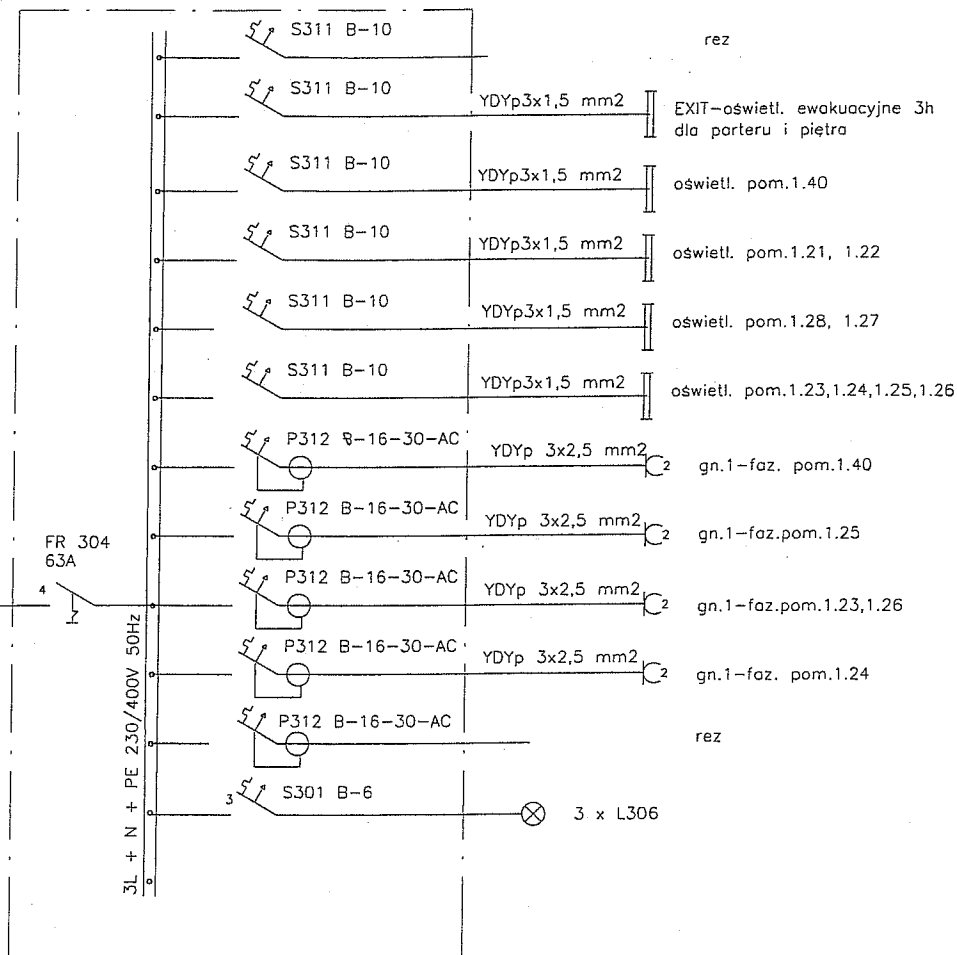 S311 B-10
rez
S311 B-10
YDYp3x1,5 mm2
EXIT-oświetl. ewakuacyjne 3h
dla parteru i piętra
S311 B-10
YDYp3x1,5 mm2
oświetl. pom.1.40
S311 B-10
YDYp3x1,5 mm2
oświetl. pom.1.21, 1.22
S311 B-10
YDYp3x1,5 mm2
oświetl. pom.1.28, 1.27
S311 B-10
YDYp3x1,5 mm2
oświetl. pom.1.23,1.24,1.25,1.26
P312 B-16-30-AC
YDYp 3x2,5 mm2
2
gn.1-faz. pom.1.40
P312 B-16-30-AC
YDYp 3x2,5 mm2
2
gn.1-faz.pom.1.25
FR 304
63A
4
P312 B-16-30-AC
YDYp 3x2,5 mm2
2
gn.1-faz.pom.1.23,1.26
P312 B-16-30-AC
YDYp 3x2,5 mm2
2
gn.1-faz. pom.1.24
P312 B-16-30-AC
rez
3
S301 B-6
3 x L306
3L + N + PE 230/400V 50Hz